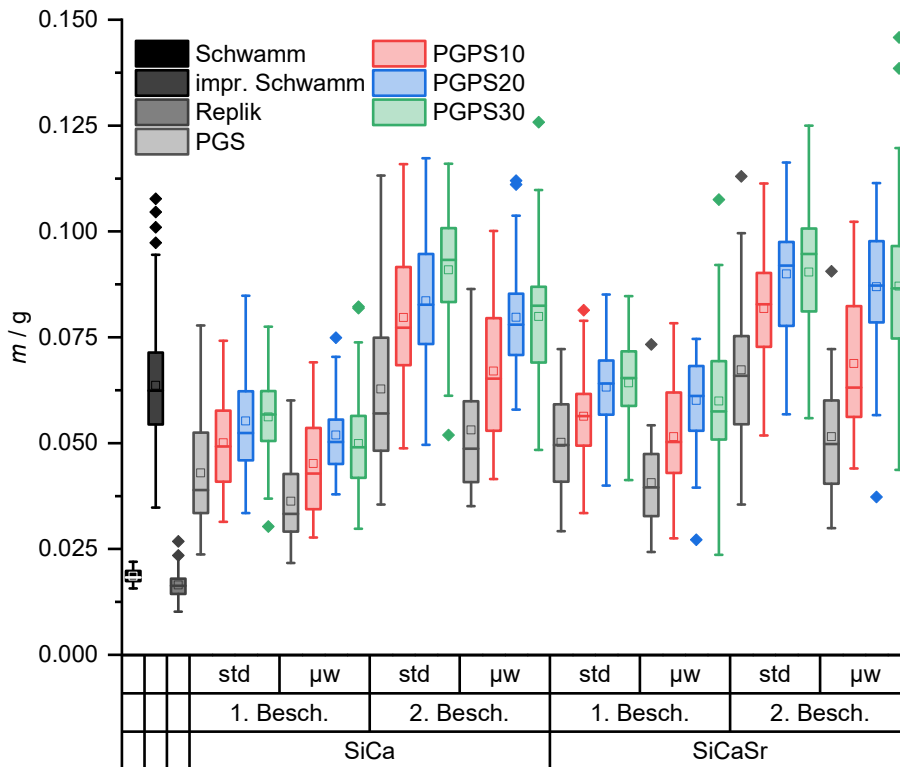 0.150
0.125
0.100
0.075
0.050
0.025
0.000
m / g
Schwamm
impr. Schwamm
Replik
PGS
PGPS10
PGPS20
PGPS30
std µw std µw std µw std µw
1. Besch. 2. Besch. 1. Besch. 2. Besch.
SiCa SiCaSr